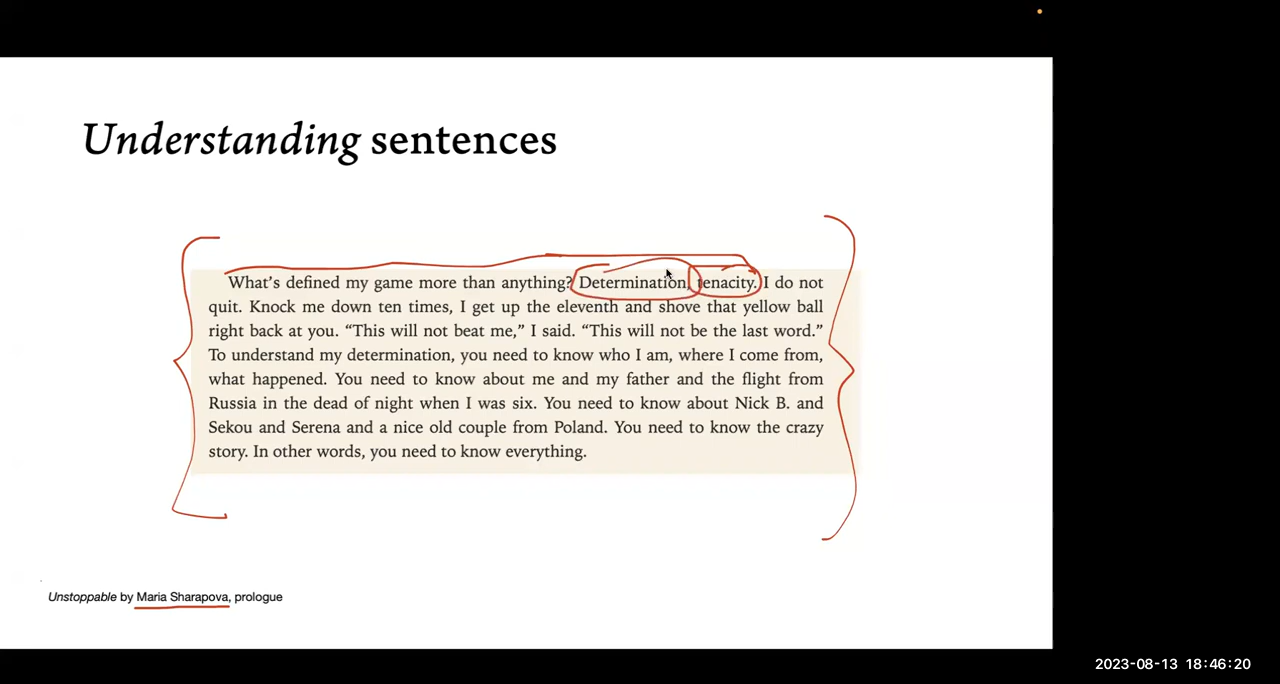 Understanding sentences
What’s defined my game more than anything? Determination, tenacity. I do not
quit. Knock me down ten times, I get up the eleventh and shove that yellow ball
right back at you. “This will not beat me,” I said. “This will not be the last word.”
To understand my determination, you need to know who I am, where I come from,
what happened. You need to know about me and my father and the flight from
Russia in the dead of night when I was six. You need to know about Nick B. and
Sekou and Serena and a nice old couple from Poland. You need to know the crazy
story. In other words, you need to know everything.
Unstoppable by Maria Sharapova, prologue
2023-08-13 18:46:20